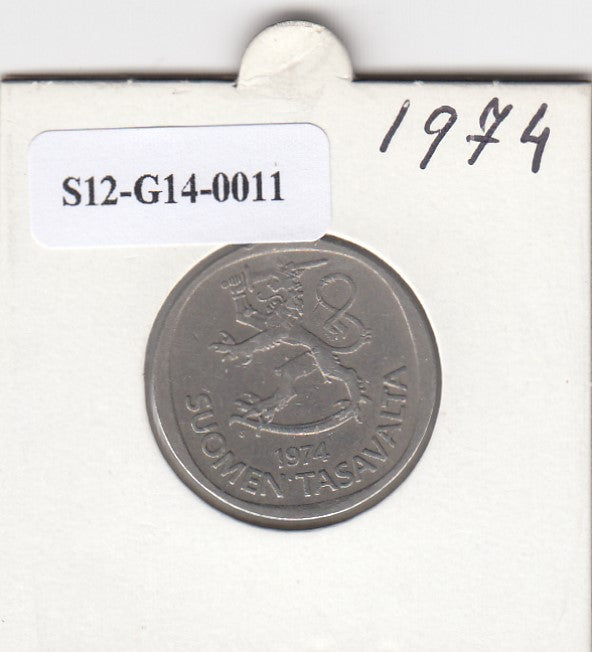 1974
S12-G14-0011
1974
SUOMEN TASAVALTA